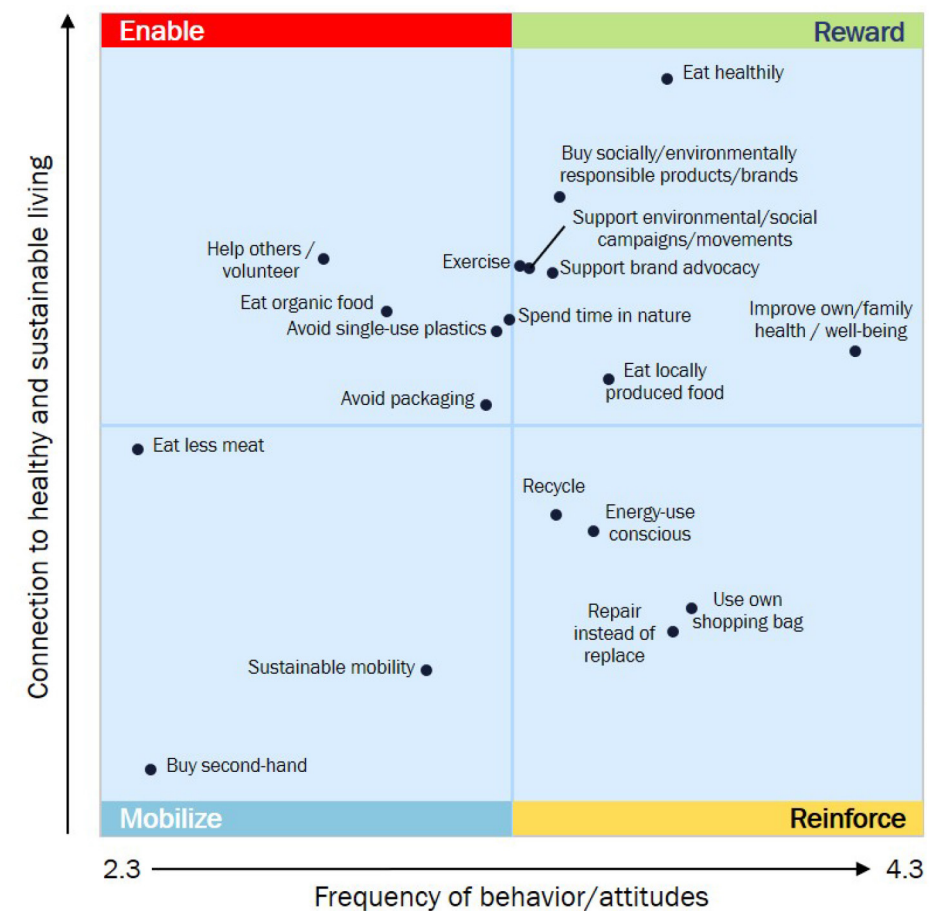 Enable
Reward
Connection to healthy and sustainable living
Eat healthily
Buy socially/environmentally
responsible products/brands
Support environmental/social
campaigns/movements
Help others /
volunteer
Exercise
Support brand advocacy
Eat organic food
Avoid single-use plastics
Spend time in nature
Improve own/family
health / well-being
Eat locally
produced food
Avoid packaging
Eat less meat
Recycle
Energy-use
conscious
Use own
shopping bag
Repair
instead of
replace
Sustainable mobility
Buy second-hand
Mobilize
Reinforce
2.3
4.3
Frequency of behavior/attitudes